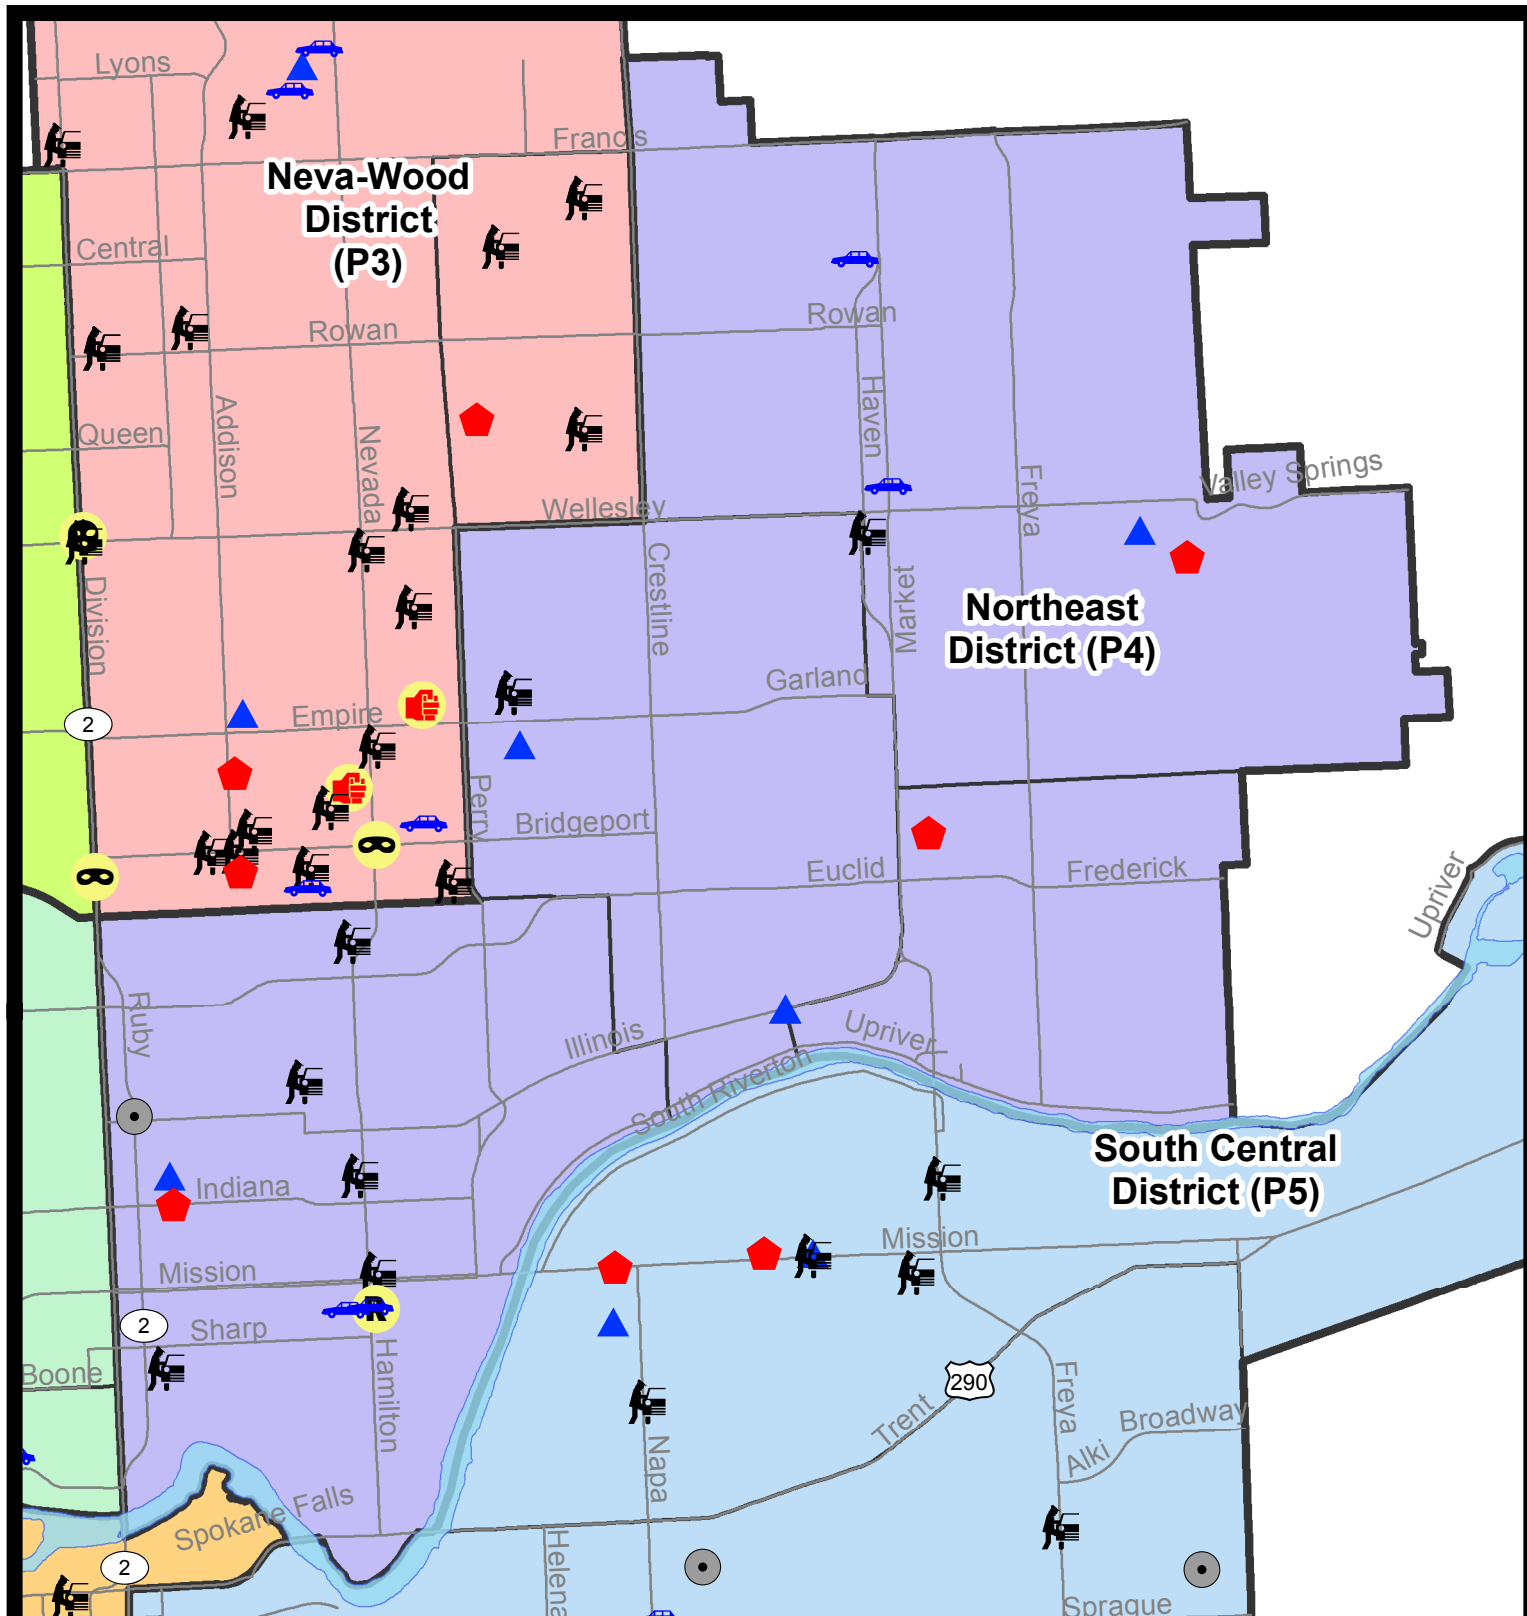 Lyons
Francis
Neva-Wood
District
(P3)
Central
Rowan
Rowan
Haven
Addison
Queen
Nevada
Valley Springs
Freya
Wellesley
Crestline
Division
Market
Northeast
District (P4)
Garland
Empire
2
Perry
Bridgeport
Euclid
Frederick
Upriver
Ruby
Illinois
Upriver
South Riverton
South Central
District (P5)
Indiana
Mission
Mission
2
Sharp
Hamilton
R
Boone
290
Freya
Trent
Broadway
Alki
Napa
Spokane Falls
Helena
2
Sprague